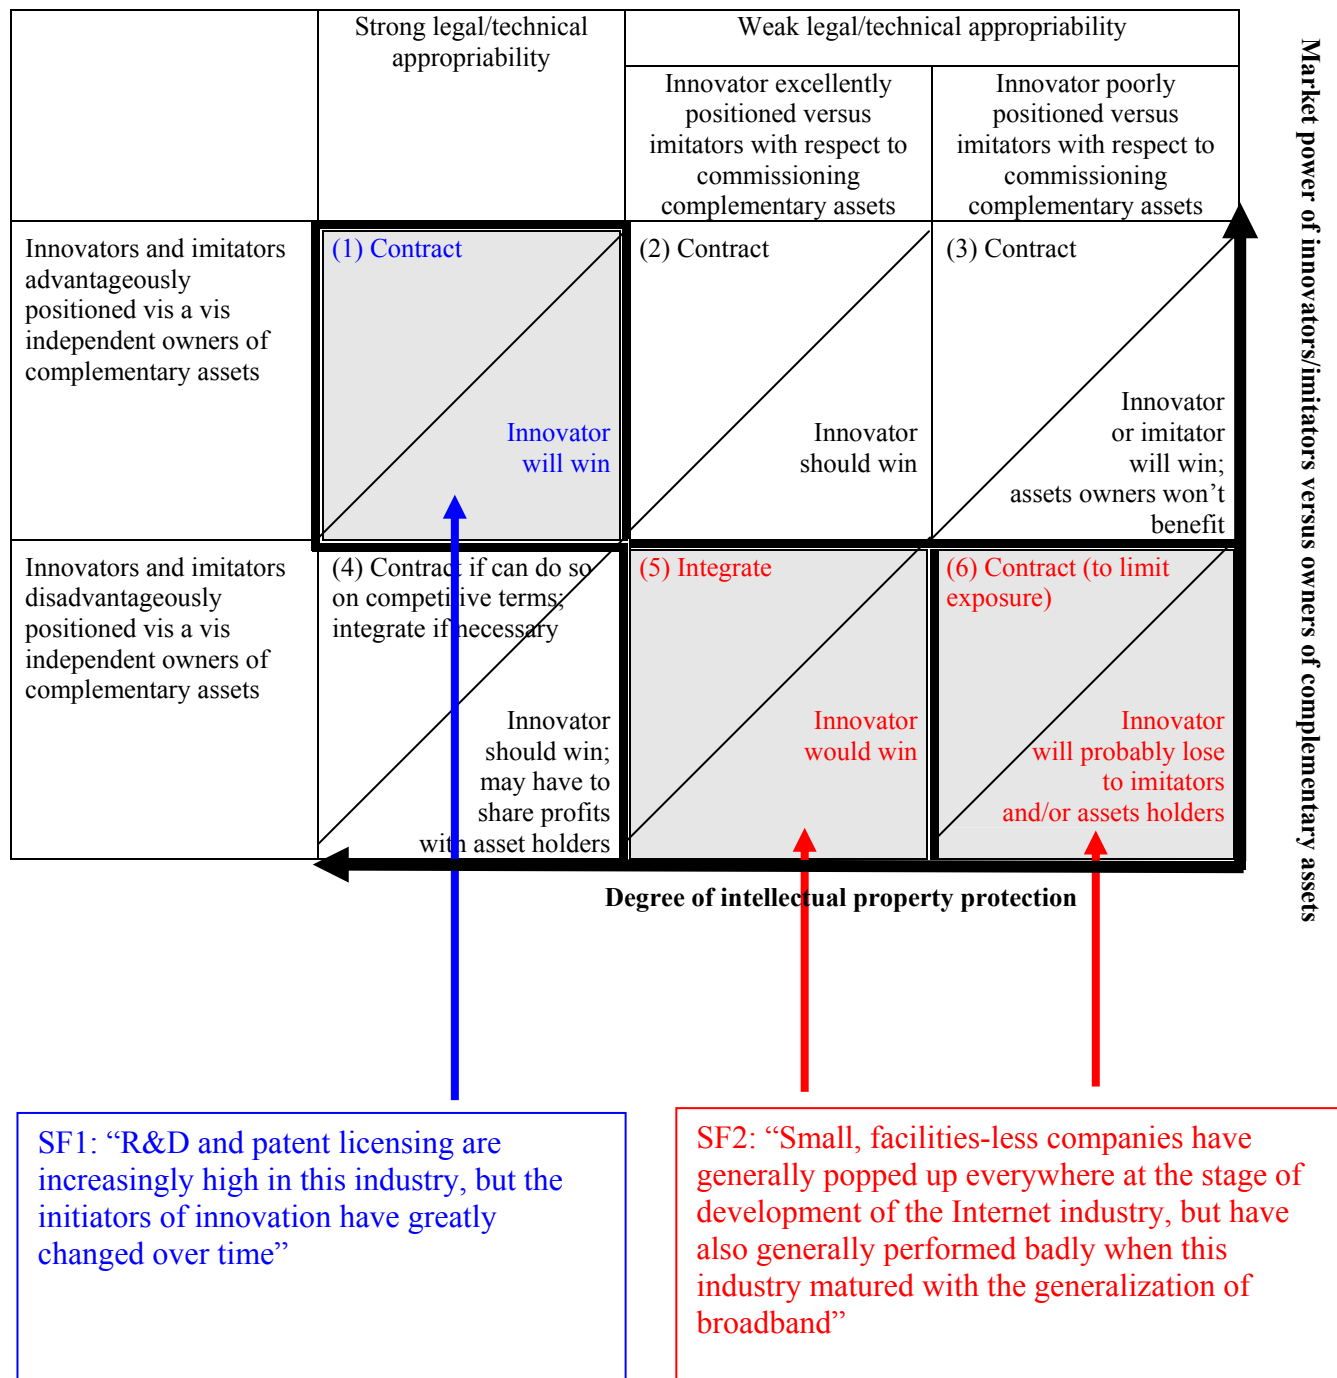 Strong legal/technical
appropriability
Weak legal/technical appropriability
Innovator excellently
positioned versus
imitators with respect to
commissioning
complementary assets
Innovator poorly
positioned versus
imitators with respect to
commissioning
complementary assets
Innovators and imitators
advantageously
positioned vis a vis
independent owners of
complementary assets
(1) Contract
Innovator
will win
(2) Contract
Innovator
should win
(3) Contract
Innovator
or imitator
will win;
assets owners won’t
benefit
Innovators and imitators
disadvantageously
positioned vis a vis
independent owners of
complementary assets
(4) Contract if can do so
on competitive terms;
integrate if necessary
Innovator
should win;
may have to
share profits
with asset holders
(5) Integrate
Innovator
would win
(6) Contract (to limit
exposure)
Innovator
will probably lose
to imitators
and/or assets holders
Market power of innovators/imitators versus owners of complementary assets
Degree of intellectual property protection
SF1: “R&D and patent licensing are
increasingly high in this industry, but the
initiators of innovation have greatly
changed over time”
SF2: “Small, facilities-less companies have
generally popped up everywhere at the stage of
development of the Internet industry, but have
also generally performed badly when this
industry matured with the generalization of
broadband”